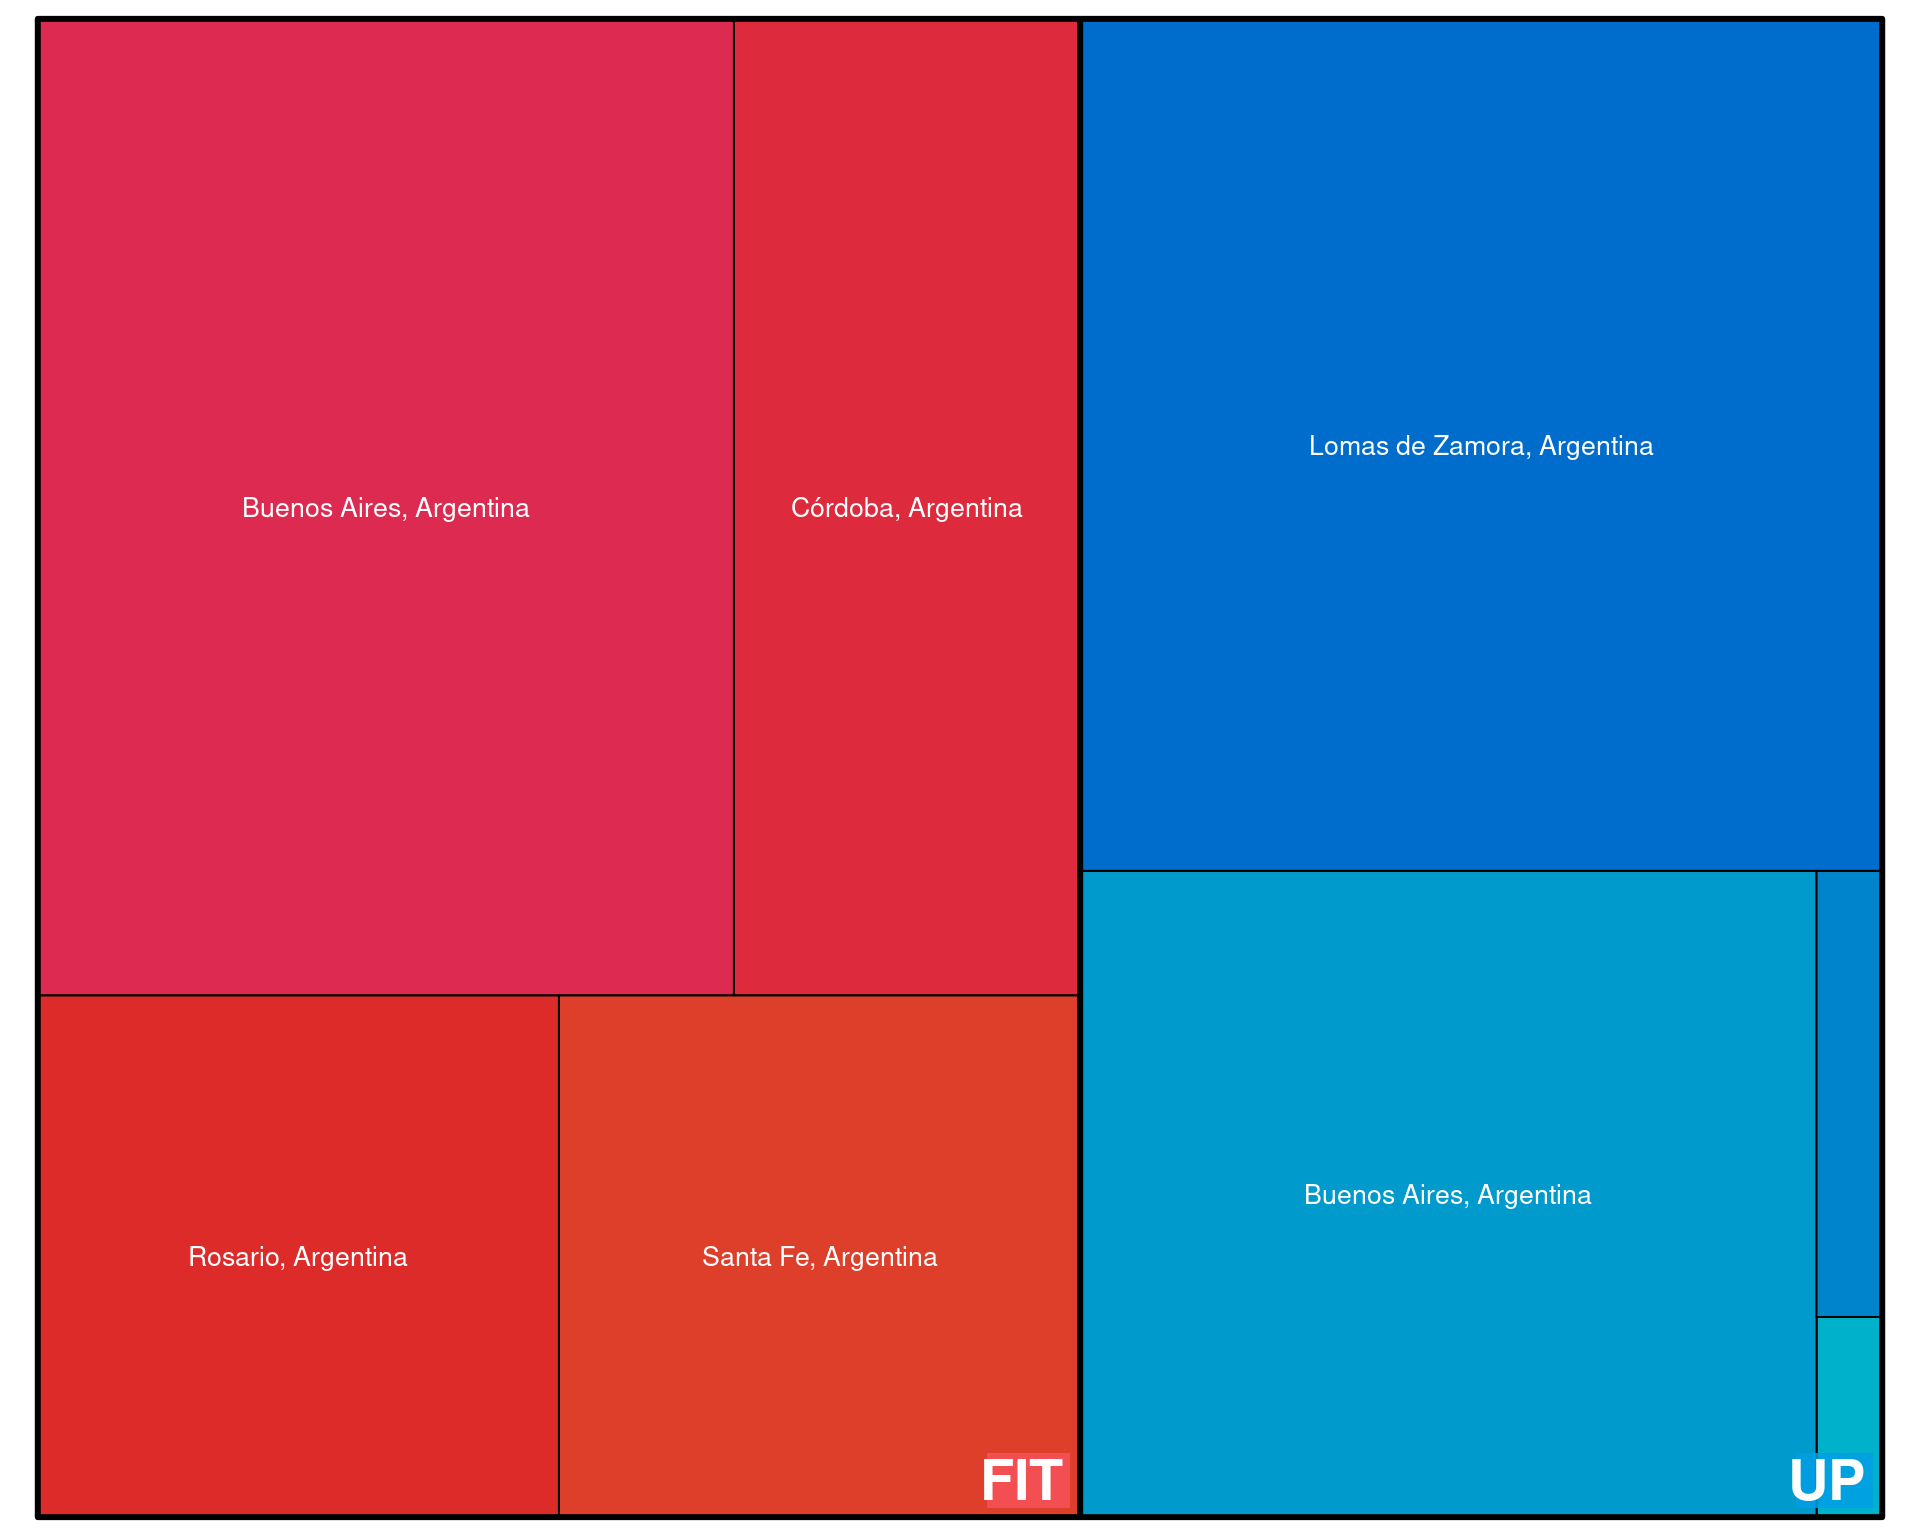 Buenos Aires, Argentina
Córdoba, Argentina
Rosario, Argentina
Santa Fe, Argentina
FIT
Lomas de Zamora, Argentina
Buenos Aires, Argentina
UP